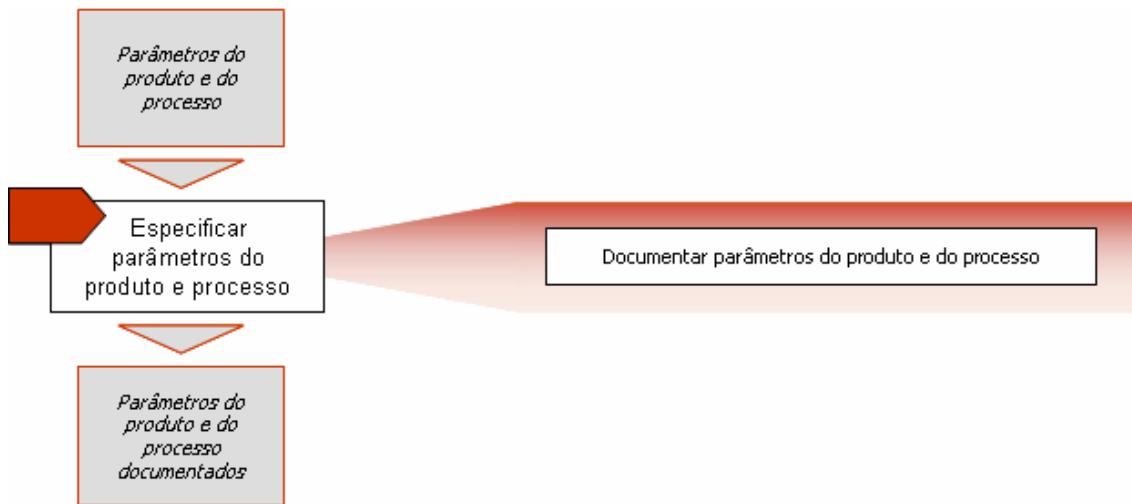 Parâmetros do
produto e do
processo
Especificar
parâmetros do
produto e processo
Documentar parâmetros do produto e do processo
Parâmetros do
produto e do
processo
documentados